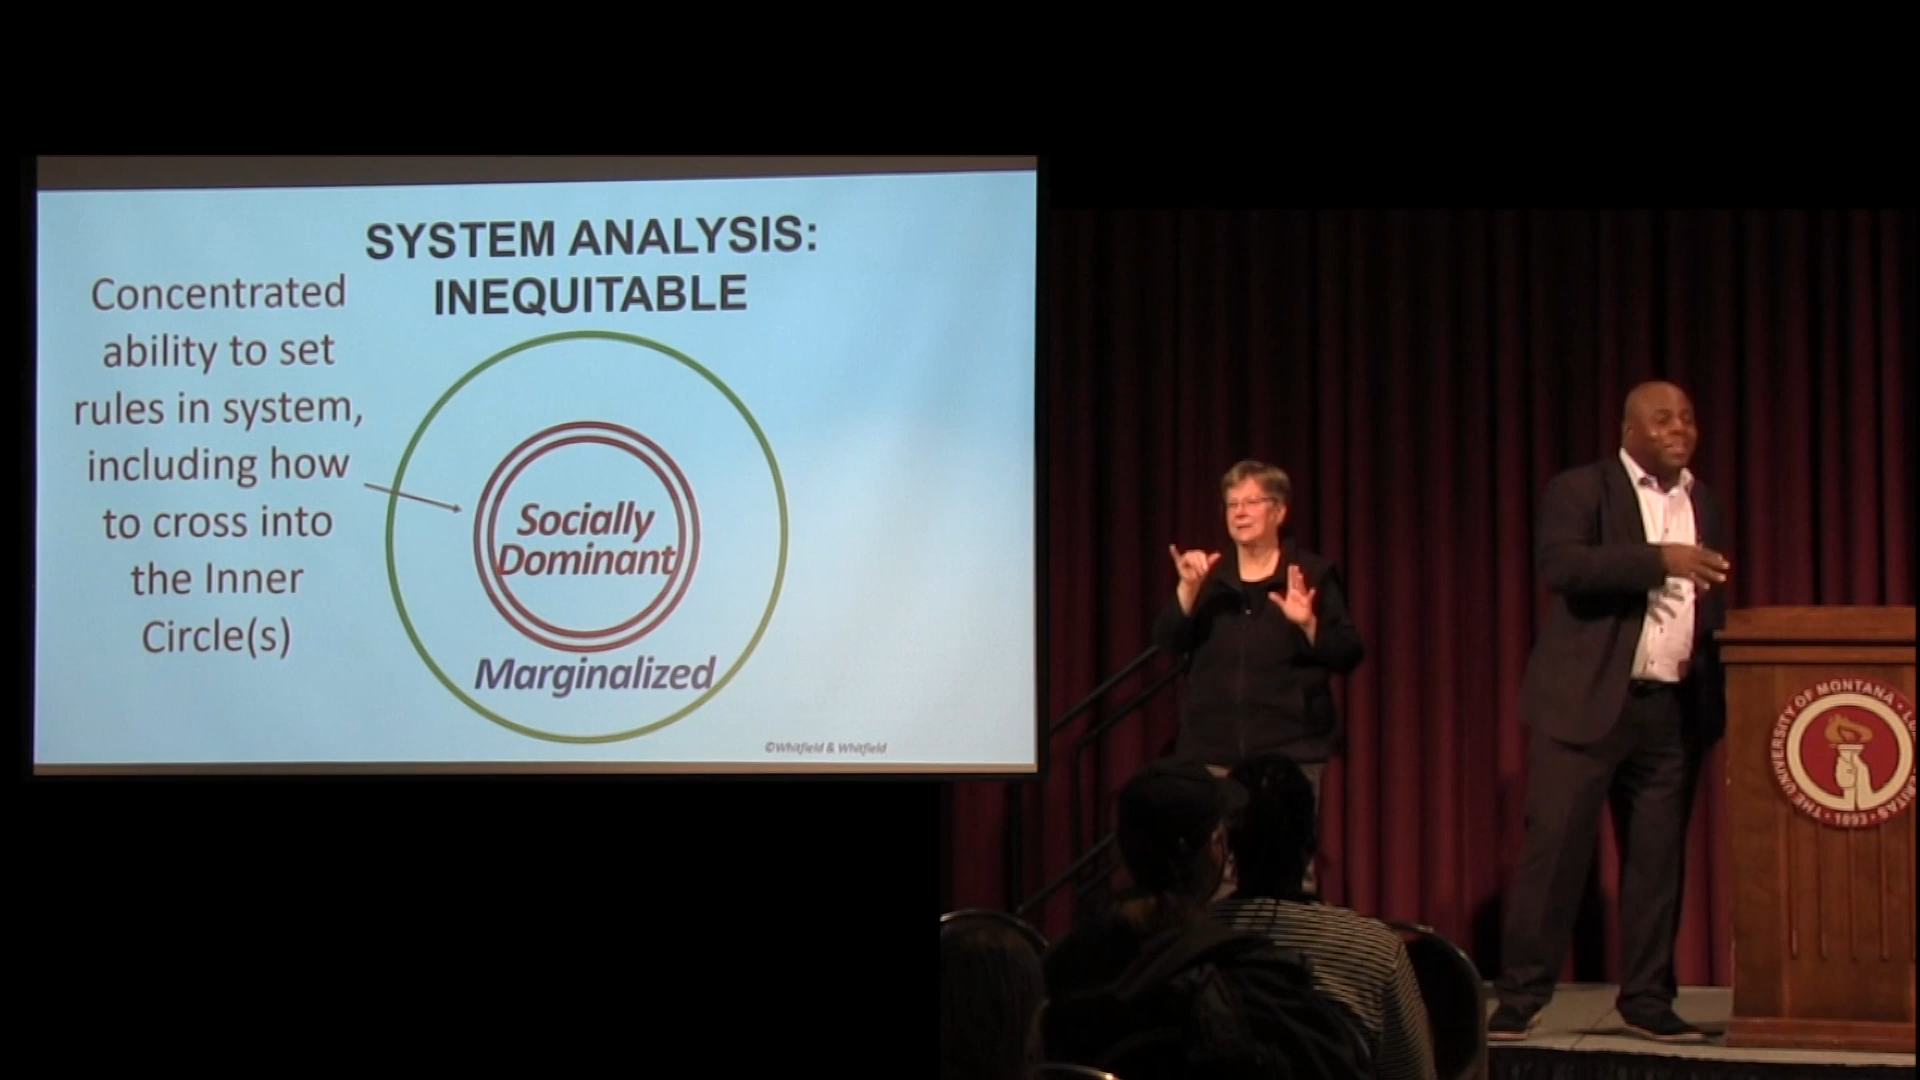 SYSTEM ANALYSIS:
INEQUITABLE
Concentrated
ability to set
rules in system,
including how
to cross into
the Inner
Circle(s)
Socially
Dominant
Marginalized
©Whitfield & Whitfield
THE UNIVERSITY OF MONTANA
1893